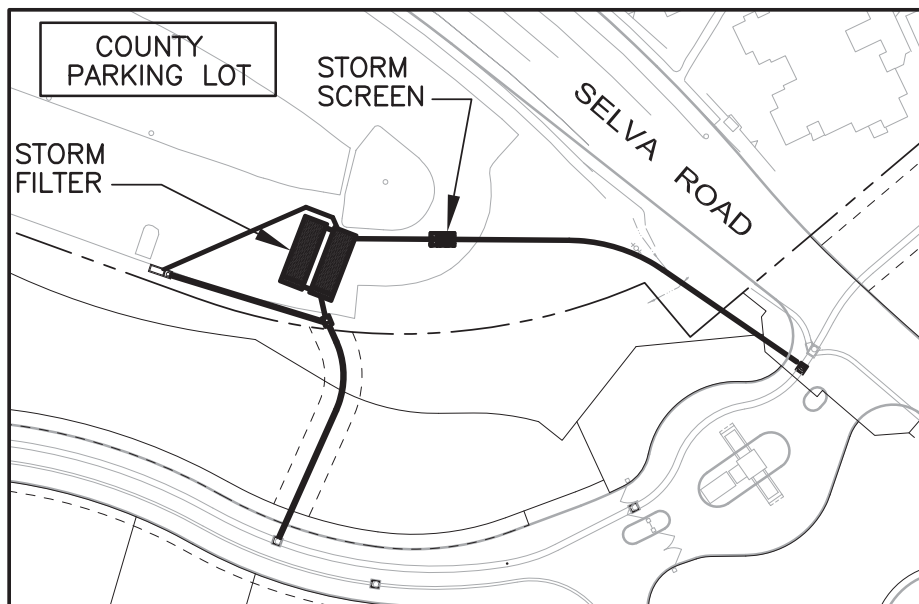 COUNTY
PARKING LOT
STORM
SCREEN
SELVA ROAD
STORM
FILTER